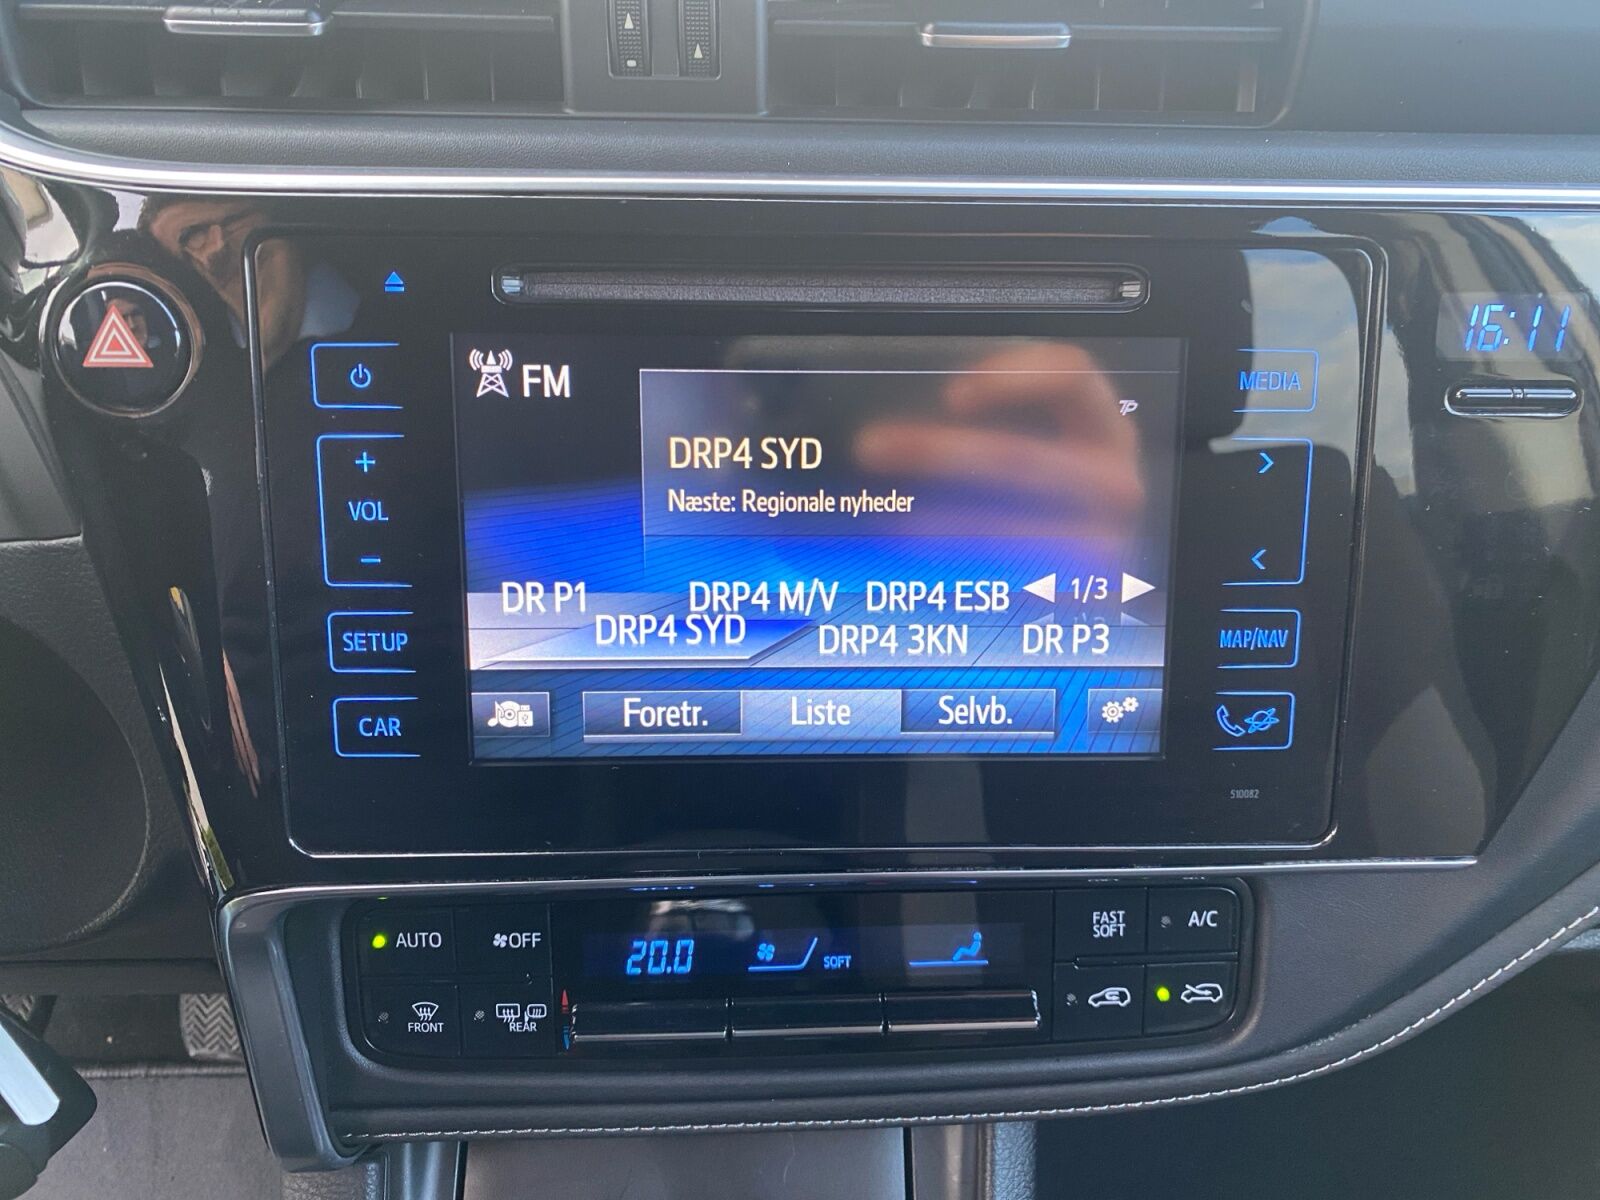 16:11
FM
MEDIA
TP
DRP4 SYD
Næste: Regionale nyheder
+
VOL
−
>
<
DR P1 DRP4 M/V DRP4 ESB 1/3
DRP4 SYD DRP4 3KN DR P3
SETUP
MAP/NAV
Foretr. Liste Selvb.
CAR
510082
AUTO
OFF
20.0
SOFT
FAST
SOFT
A/C
FRONT
REAR